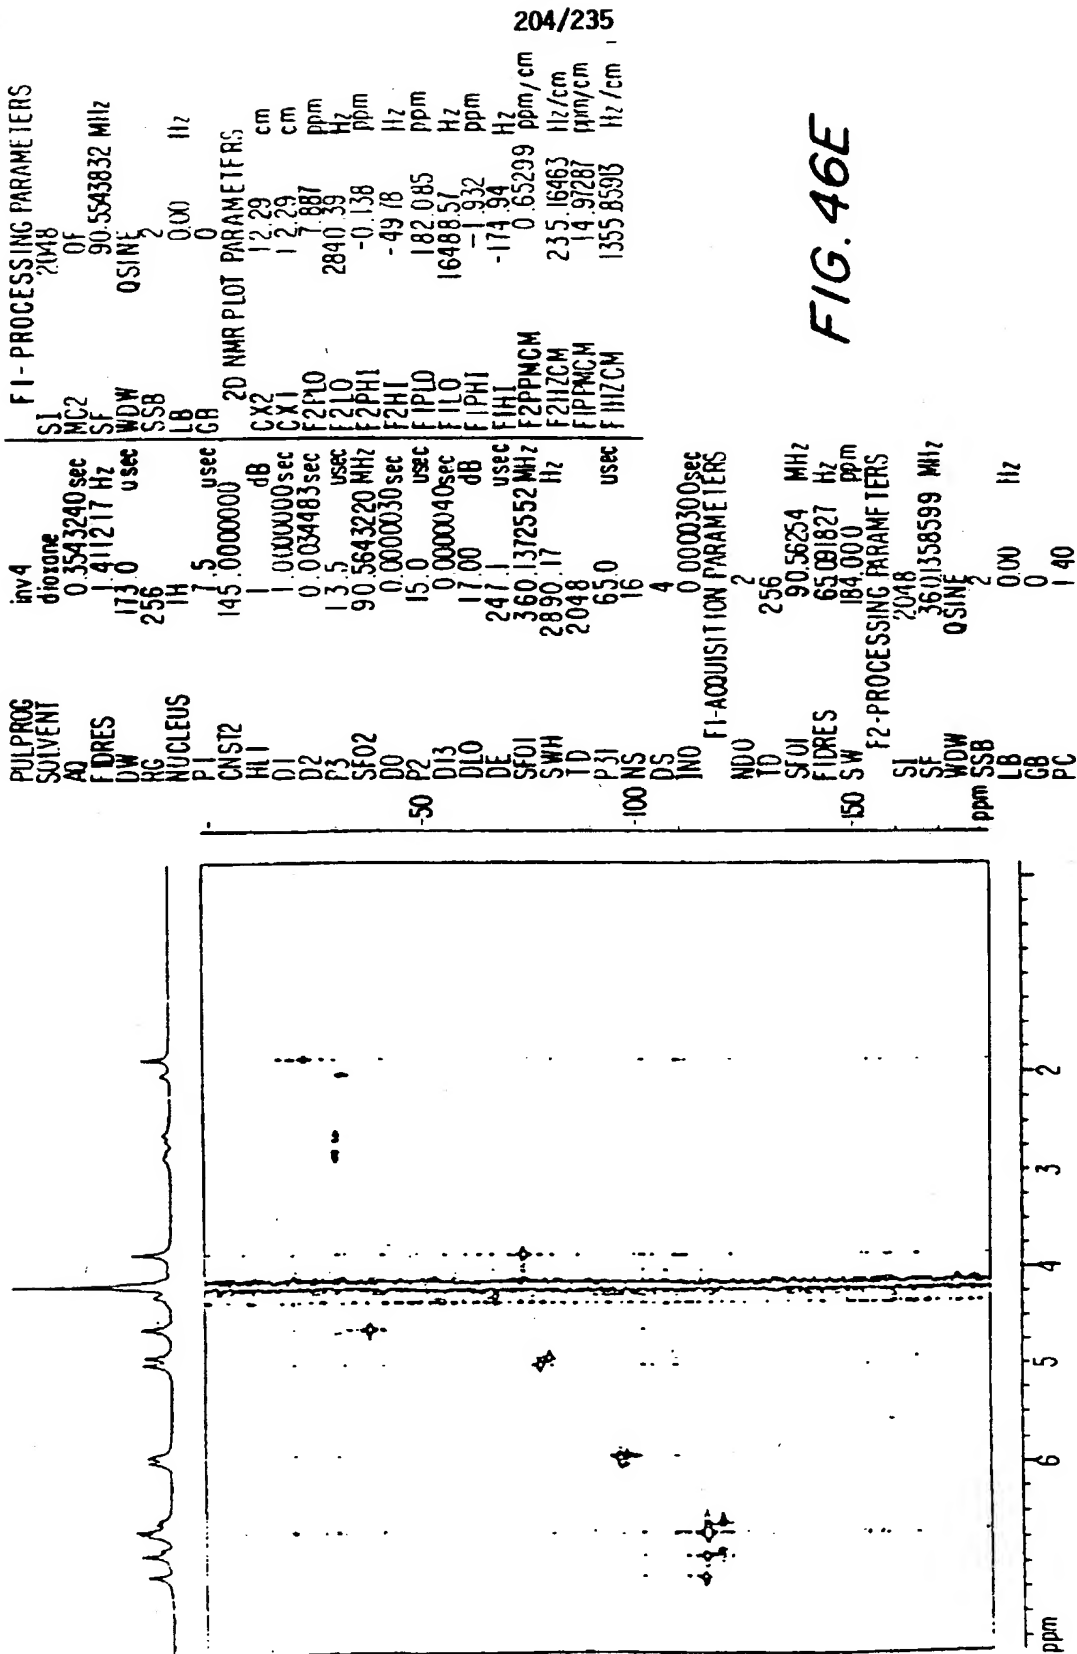 204/235
PULPROG inv4
SOLVENT dioxane
AQ 0.3543240 sec
FIDRES 1.411217 Hz
DW 173.0 usec
RG 256
NUCLEUS 1H
P1 7.5 usec
CNST2 145.0000000
HL1 1 dB
D1 1.0000000 sec
D2 0.0034483 sec
P3 13.5 usec
SFO2 90.5643220 MHz
D0 0.0000030 sec
P2 15.0 usec
D13 0.0000040 sec
DLO 17.00 dB
DE 247.1 usec
SFO1 360.1372552 MHz
SWH 2890.17 Hz
TD 2048
P31 65.0 usec
NS 16
DS 4
IN0 0.0000300 sec
F1-ACQUISITION PARAMETERS
ND0 2
TD 256
SFO1 90.56254 MHz
FIDRES 65.091827 Hz
SW 184.000 ppm
F2-PROCESSING PARAMETERS
SI 2048
SF 360.1358599 MHz
WDW QSINE
SSB 2
LB 0.00 Hz
GB 0
PC 1.40
F1-PROCESSING PARAMETERS
SI 2048
MC2 QF
SF 90.5543832 MHz
WDW QSINE
SSB 2
LB 0.00 Hz
GB 0
2D NMR PLOT PARAMETERS
CX2 12.29 cm
CX1 12.29 cm
F2PLO 7.887 ppm
F2LO 2840.39 Hz
F2PHI -0.138 ppm
F2HI -49.78 Hz
F1PLO 182.085 ppm
F1LO 16488.57 Hz
F1PHI -1.932 ppm
F1HI -174.94 Hz
F2PPMCM 0.65299 ppm/cm
F2HZCM 235.16463 Hz/cm
F1PPMCM 14.97287 ppm/cm
F1HZCM 1355.85913 Hz/cm
50
100
150
ppm
ppm 6 5 4 3 2
FIG. 46E